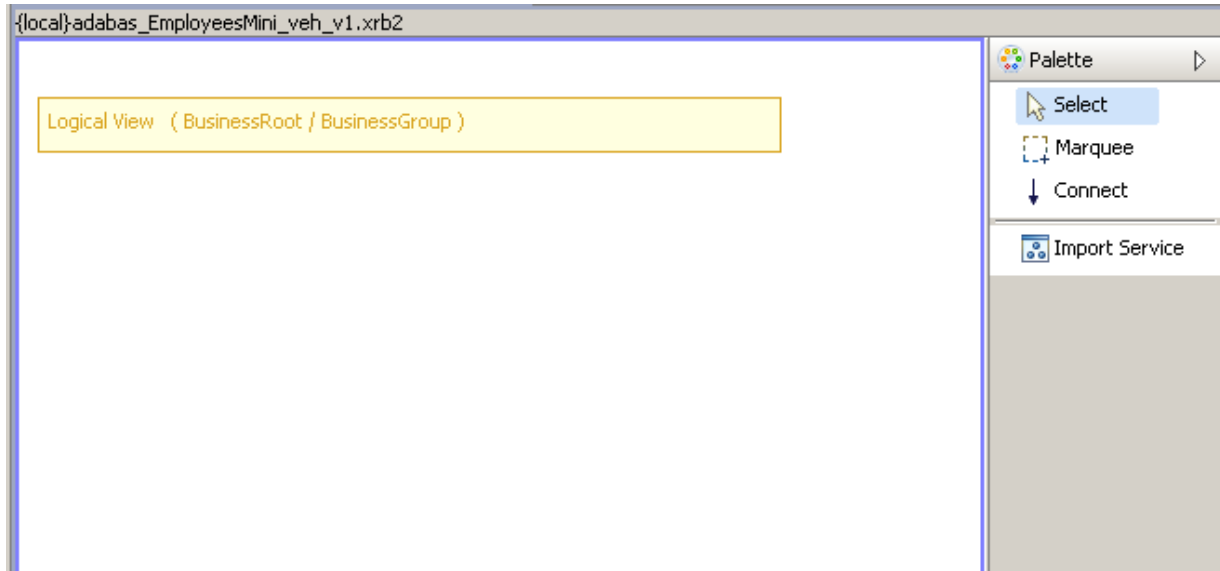 {local}adabas_EmployeesMini_veh_v1.xrb2
Logical View ( BusinessRoot / BusinessGroup )
Palette
Select
Marquee
Connect
Import Service